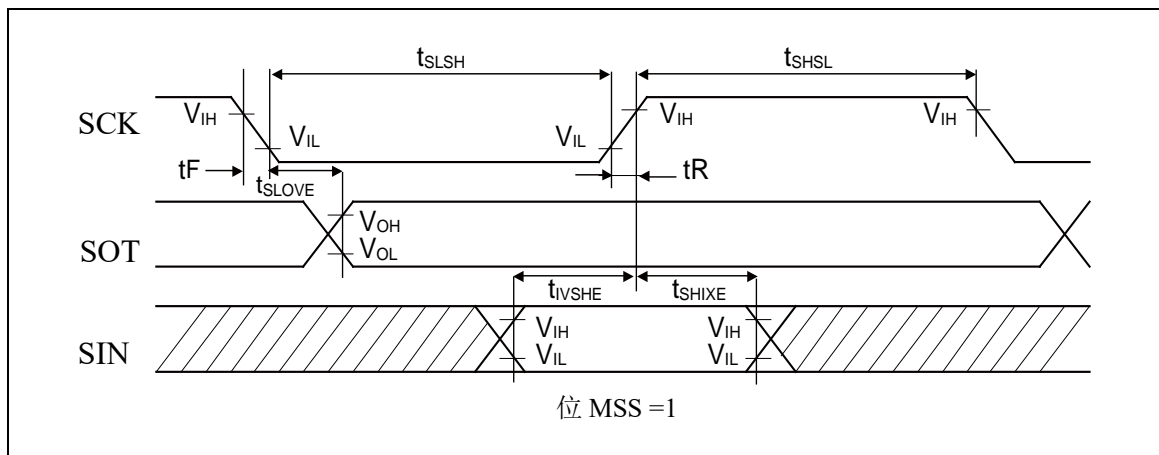 tSLSH
tSHSL
SCK
VIH
VIL
VIL
VIH
VIH
tF
tSLOVE
tR
SOT
VOH
VOL
tIVSHE
tSHIXE
SIN
VIH
VIH
VIL
VIL
位 MSS =1